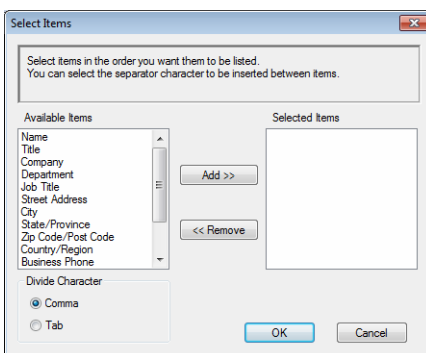 Select Items
Select items in the order you want them to be listed.
You can select the separator character to be inserted between items.
Available Items
Selected Items
Name
Title
Company
Department
Job Title
Street Address
City
State/Province
Zip Code/Post Code
Country/Region
Business Phone
Add >>
<< Remove
Divide Character
Comma
Tab
OK
Cancel